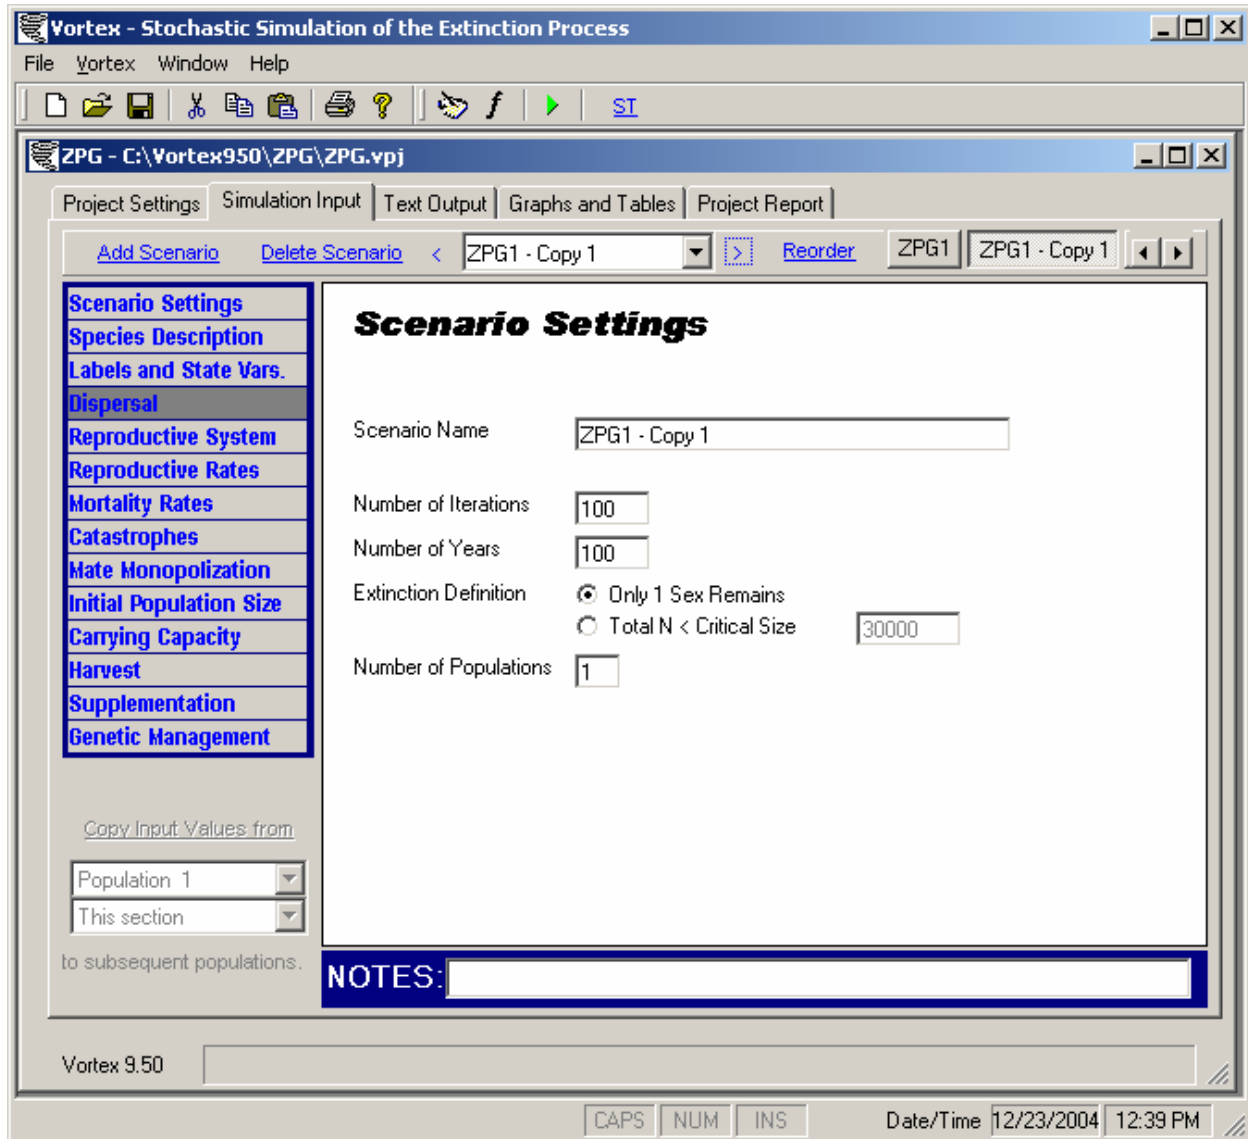 Vortex - Stochastic Simulation of the Extinction Process
File Vortex Window Help
ST
ZPG - C:\Vortex950\ZPG\ZPG.vpj
Project Settings Simulation Input Text Output Graphs and Tables Project Report
Add Scenario Delete Scenario < ZPG1 - Copy 1 > Reorder ZPG1 ZPG1 - Copy 1
Scenario Settings
Species Description
Labels and State Vars.
Dispersal
Reproductive System
Reproductive Rates
Mortality Rates
Catastrophes
Mate Monopolization
Initial Population Size
Carrying Capacity
Harvest
Supplementation
Genetic Management
Copy Input Values from
Population 1
This section
to subsequent populations.
Scenario Settings
Scenario Name ZPG1 - Copy 1
Number of Iterations 100
Number of Years 100
Extinction Definition Only 1 Sex Remains
Total N < Critical Size 30000
Number of Populations 1
NOTES:
Vortex 9.50
CAPS NUM INS Date/Time 12/23/2004 12:39 PM